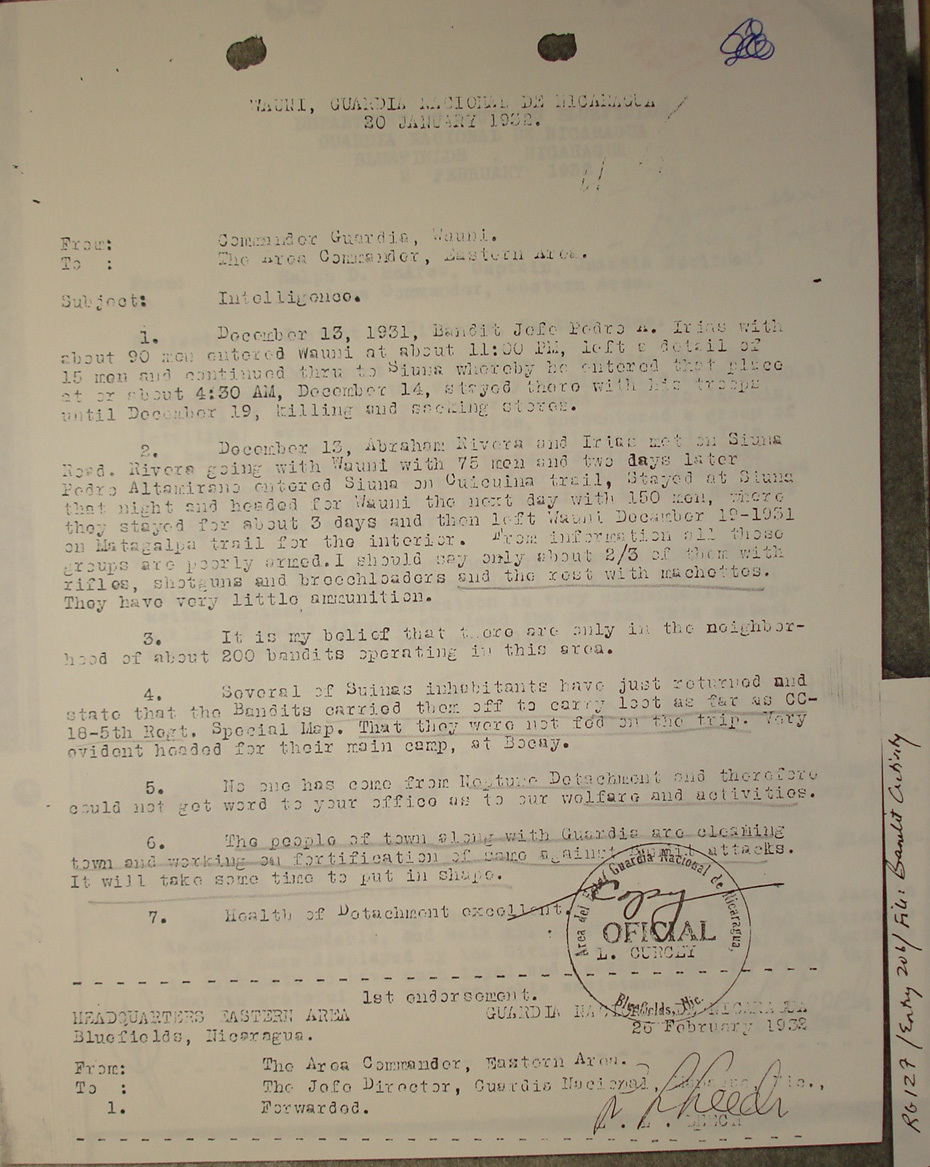 WAUNI, GUARDIA NACIONAL DE NICARAGUA
20 JANUARY 1932.
From: Commander Guardia, Wauni.
To : The Area Commander, Eastern Area.
Subject: Intelligence.
1. December 13, 1931, Bandit Jefe Pedro A. Irias with
about 90 men entered Wauni at about 11:00 PM, left a detail of
15 men and continued thru to Siuna whereby he entered that place
at or about 4:30 AM, December 14, stayed there with his troops
until December 19, killing and sacking stores.
2. December 13, Abraham Rivera and Irias met on Siuna
Road. Rivera going with Wauni with 75 men and two days later
Pedro Altamirano entered Siuna on Cuicuina trail, Stayed at Siuna
that night and headed for Wauni the next day with 150 men, where
they stayed for about 3 days and then left Wauni December 19-1931
on Matagalpa trail for the interior. From information all those
groups are poorly armed.I should say only about 2/3 of them with
rifles, shotguns and breechloaders and the rest with machettes.
They have very little ammunition.
3. It is my belief that there are only in the neighbor-
hood of about 200 bandits operating in this area.
4. Several of Suinas inhabitants have just returned and
state that the Bandits carried them off to carry loot as far as CC-
18-5th Regt. Special Map. That they were not fed on the trip. Very
evident headed for their main camp, at Bocay.
5. No one has come from Neptune Detachment and therefore
could not get word to your office as to our welfare and activities.
6. The people of town along with Guardia are cleaning
town and working on fortification of same against attacks.
It will take some time to put in shape.
7. Health of Detachment excellent.
Copy
Area del Este, Guardia Nacional de Nicaragua,
OFICIAL
Bluefields, Nic.
1st endorsement.
HEADQUARTERS EASTERN AREA GUARDIA DE NICARAGUA
Bluefields, Nicaragua. 25 February 1932
From: The Area Commander, Eastern Area.
To : The Jefe Director, Guardia Nacional, Nic.,
1. Forwarded.
RG127/Entry 206/File: Bandit Activity